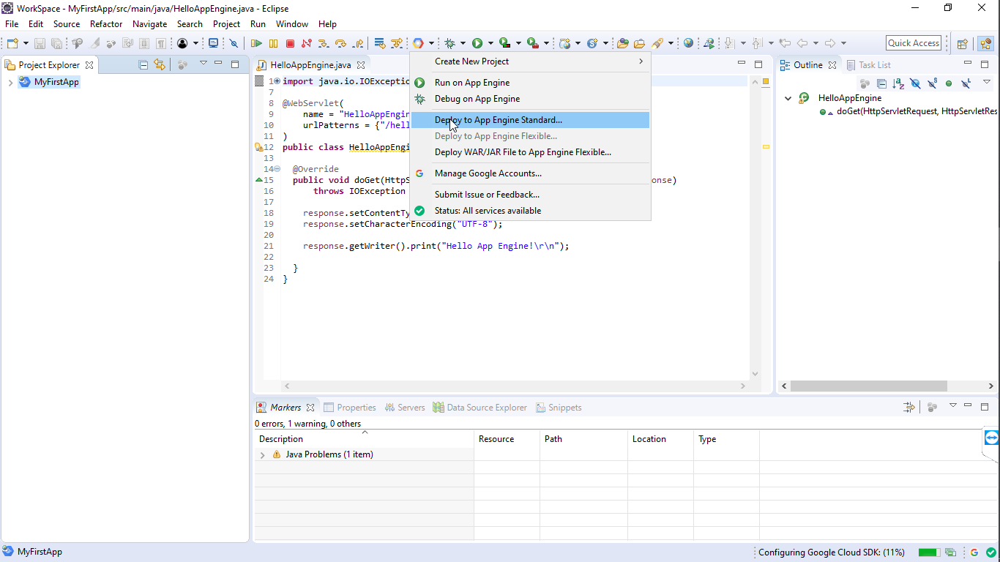 WorkSpace - MyFirstApp/src/main/java/HelloAppEngine.java - Eclipse
File Edit Source Refactor Navigate Search Project Run Window Help
Quick Access
Project Explorer
MyFirstApp
HelloAppEngine.java
1 import java.io.IOExceptio
7
8 @WebServlet(
9 name = "HelloAppEngin
10 urlPatterns = {"/hell
11 )
12 public class HelloAppEngi
13
14 @Override
15 public void doGet(HttpS onse)
16 throws IOException
17
18 response.setContentTy
19 response.setCharacterEncoding("UTF-8");
20
21 response.getWriter().print("Hello App Engine!\r\n");
22
23 }
24 }
Create New Project
Run on App Engine
Debug on App Engine
Deploy to App Engine Standard...
Deploy to App Engine Flexible...
Deploy WAR/JAR File to App Engine Flexible...
Manage Google Accounts...
Submit Issue or Feedback...
Status: All services available
Outline Task List
HelloAppEngine
doGet(HttpServletRequest, HttpServletRes
Markers Properties Servers Data Source Explorer Snippets
0 errors, 1 warning, 0 others
Description Resource Path Location Type
Java Problems (1 item)
MyFirstApp
Configuring Google Cloud SDK: (11%)